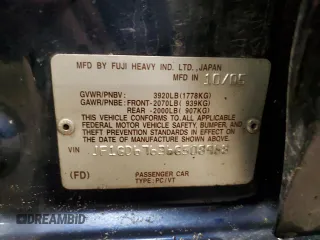 MFD BY FUJI HEAVY IND. LTD., JAPAN
MFD IN 10/05
GVWR/PNBV: 3920LB(1778KG)
GAWR/PNBE: FRONT-2070LB( 939KG)
REAR -2000LB( 907KG)
THIS VEHICLE CONFORMS TO ALL APPLICABLE
FEDERAL MOTOR VEHICLE SAFETY, BUMPER, AND
THEFT PREVENTION STANDARDS IN EFFECT ON
THE DATE OF MANUFACTURE SHOWN ABOVE.
VIN
(FD) PASSENGER CAR
TYPE:PC/VT